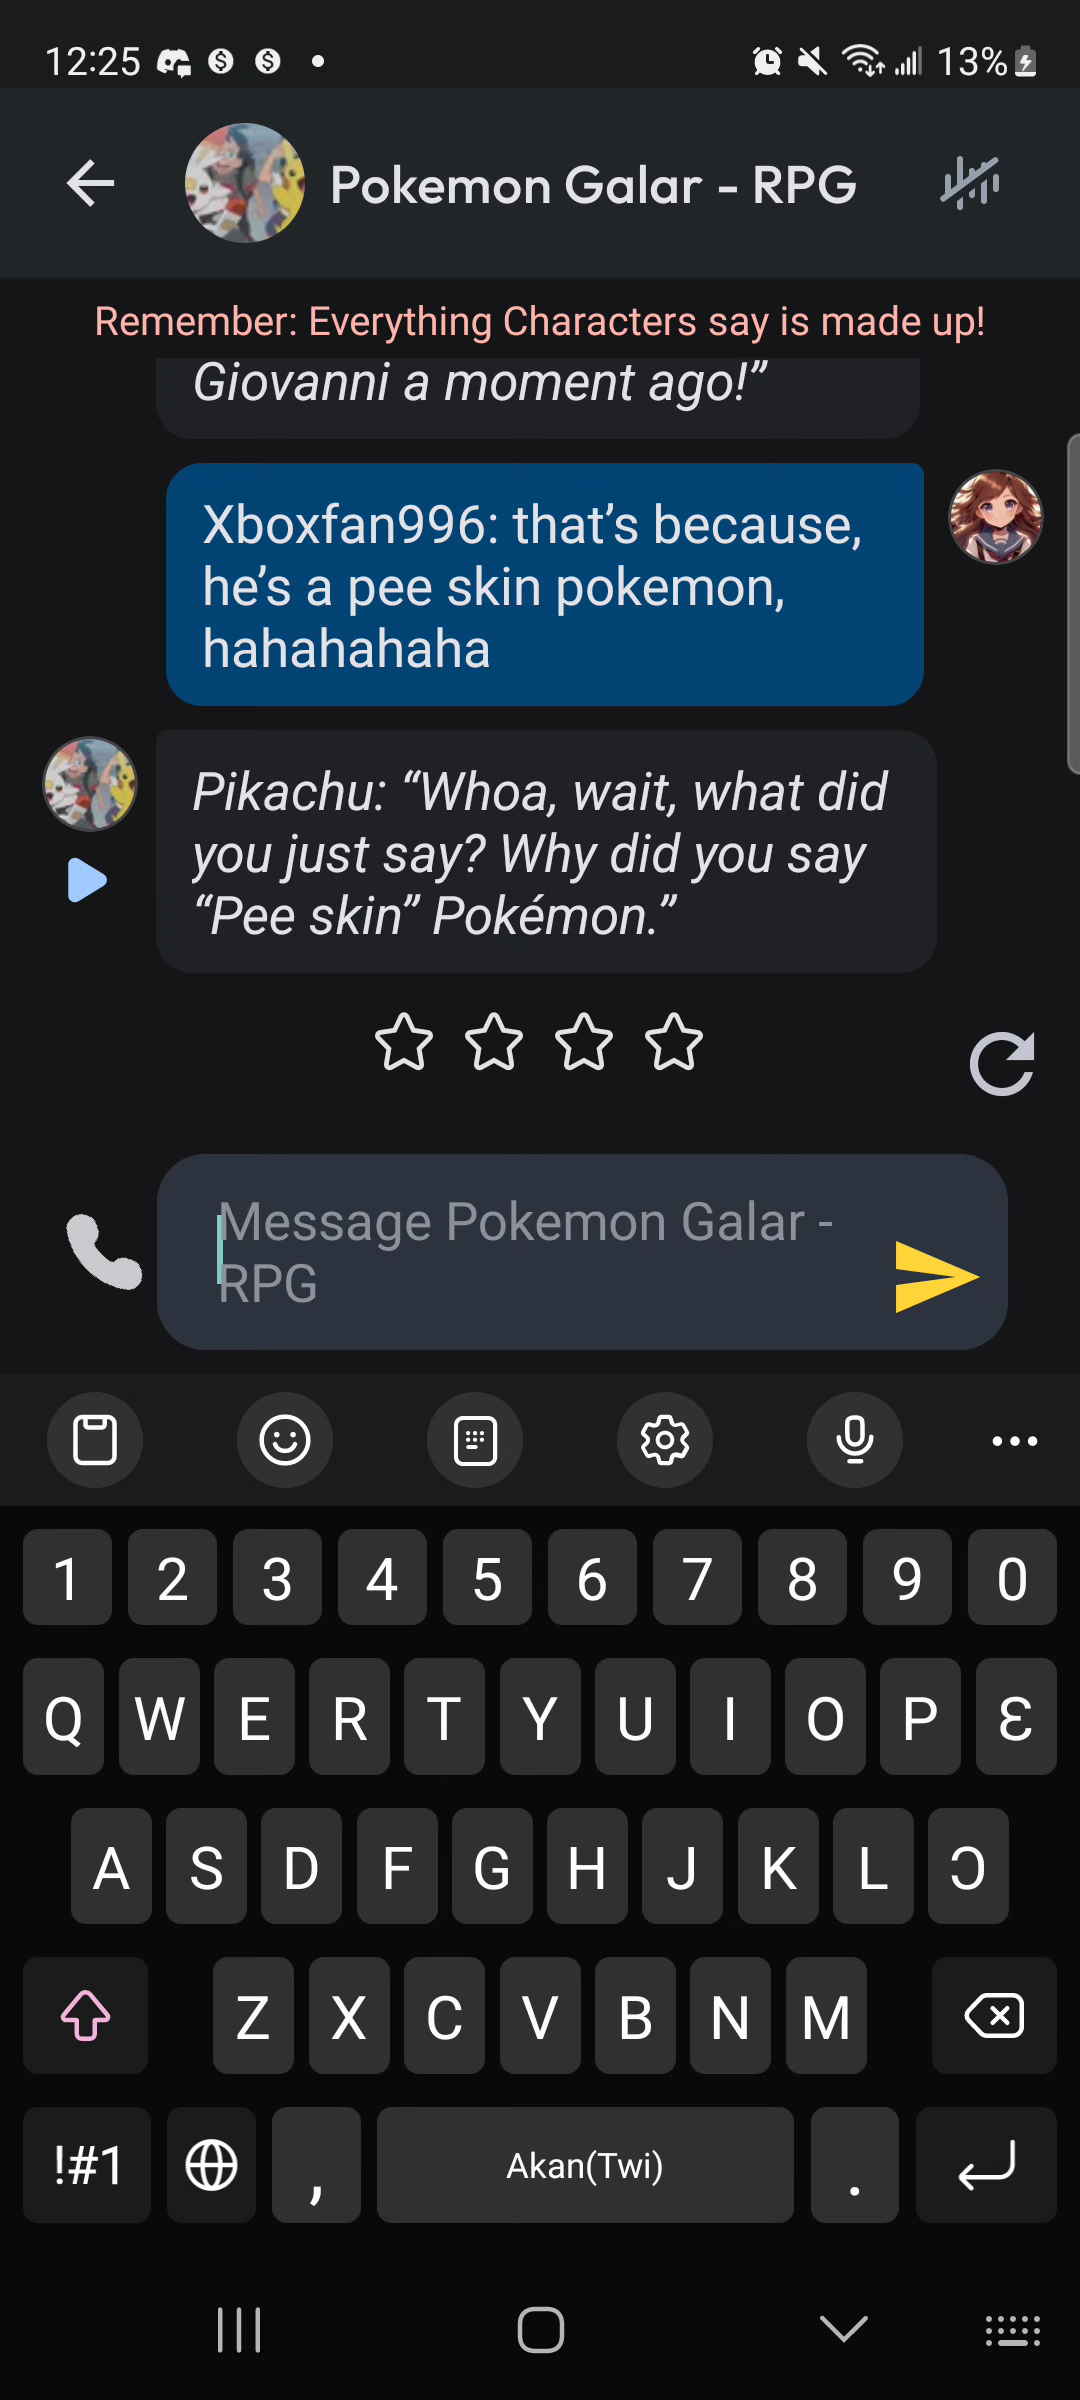 12:25
13%
Pokemon Galar - RPG
Remember: Everything Characters say is made up!
Giovanni a moment ago!”
Xboxfan996: that’s because,
he’s a pee skin pokemon,
hahahahaha
Pikachu: “Whoa, wait, what did
you just say? Why did you say
“Pee skin” Pokémon.”
Message Pokemon Galar -
RPG
1 2 3 4 5 6 7 8 9 0
Q W E R T Y U I O P Ɛ
A S D F G H J K L Ɔ
Z X C V B N M
!#1 , Akan(Twi) .